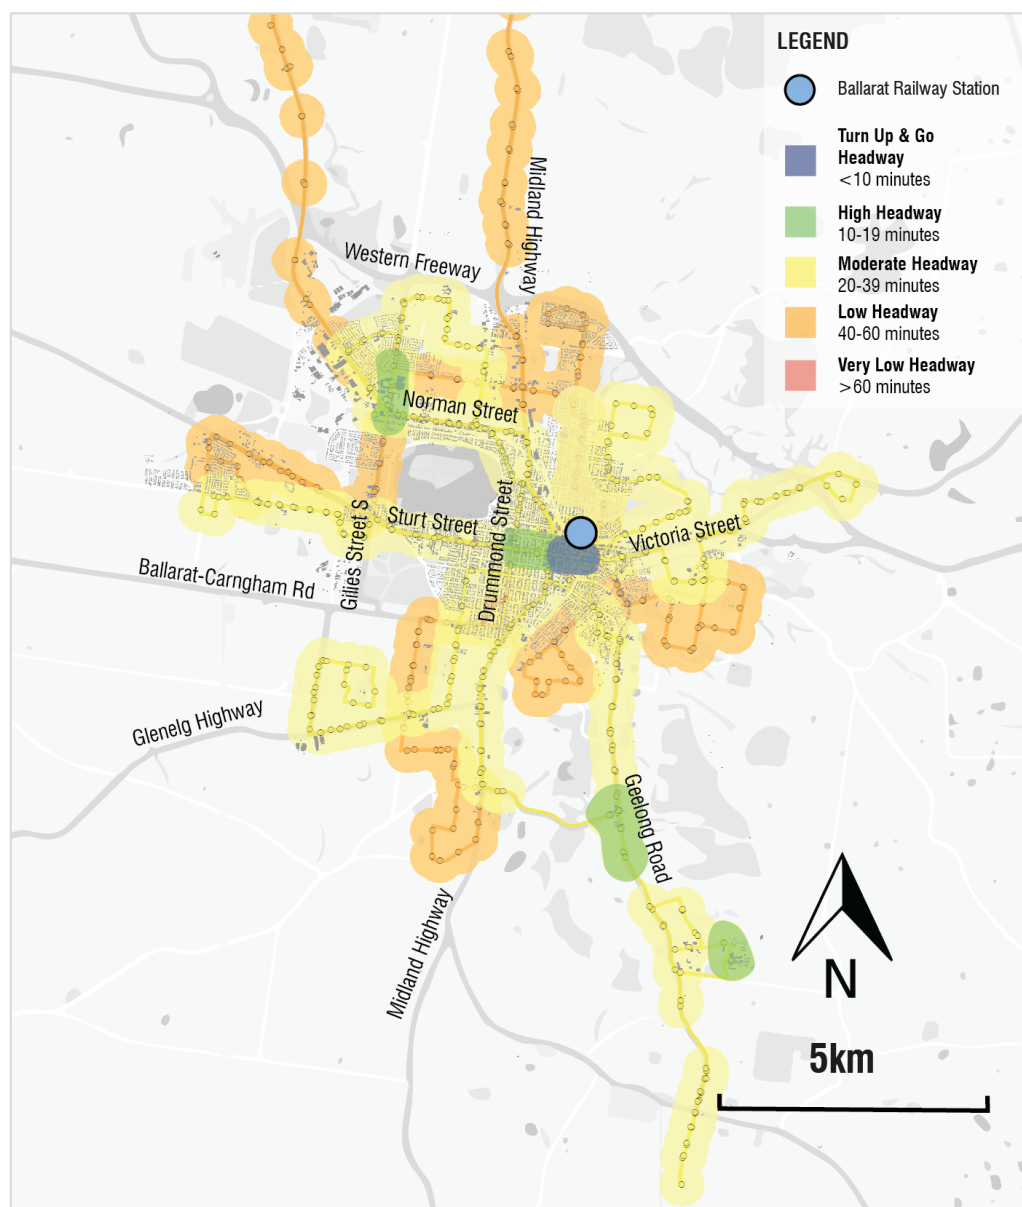 LEGEND
Ballarat Railway Station
Turn Up & Go
Headway
<10 minutes
High Headway
10-19 minutes
Moderate Headway
20-39 minutes
Low Headway
40-60 minutes
Very Low Headway
>60 minutes
Midland Highway
Western Freeway
Norman Street
Sturt Street
Drummond Street
Victoria Street
Gillies Street S
Ballarat-Carngham Rd
Glenelg Highway
Geelong Road
Midland Highway
N
5km